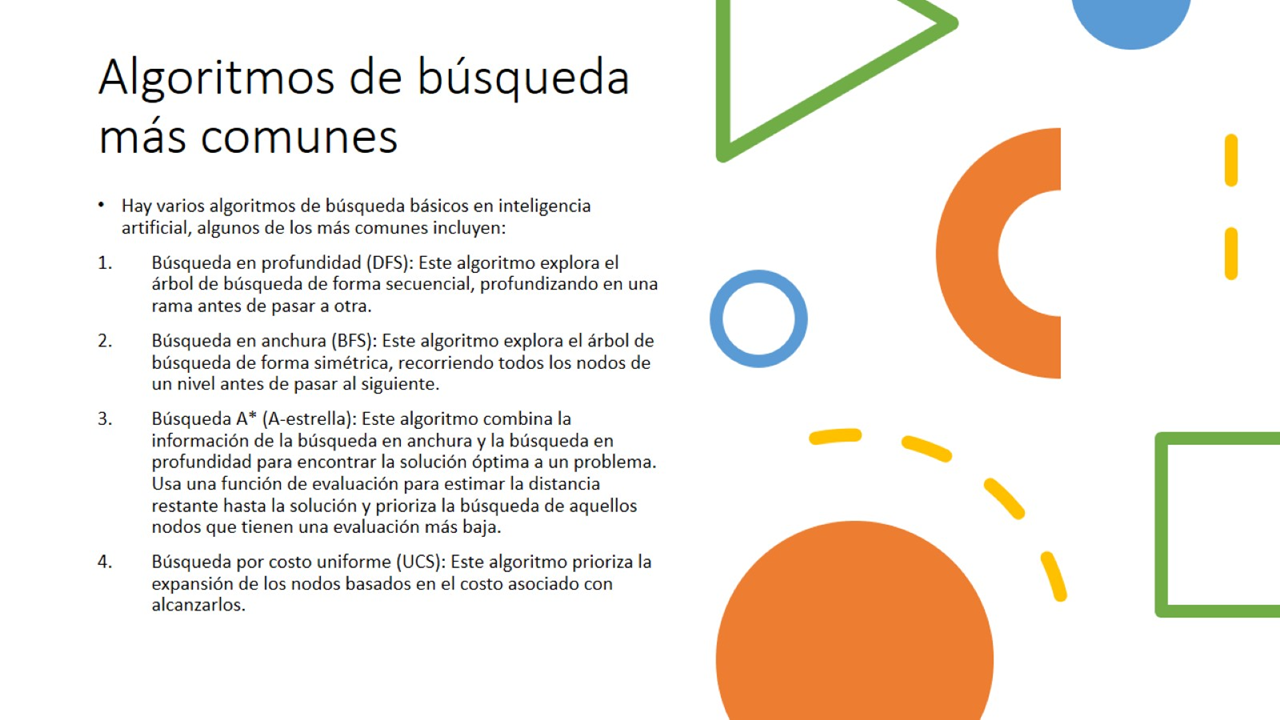 Algoritmos de búsqueda
más comunes
• Hay varios algoritmos de búsqueda básicos en inteligencia
artificial, algunos de los más comunes incluyen:
1. Búsqueda en profundidad (DFS): Este algoritmo explora el
árbol de búsqueda de forma secuencial, profundizando en una
rama antes de pasar a otra.
2. Búsqueda en anchura (BFS): Este algoritmo explora el árbol de
búsqueda de forma simétrica, recorriendo todos los nodos de
un nivel antes de pasar al siguiente.
3. Búsqueda A* (A-estrella): Este algoritmo combina la
información de la búsqueda en anchura y la búsqueda en
profundidad para encontrar la solución óptima a un problema.
Usa una función de evaluación para estimar la distancia
restante hasta la solución y prioriza la búsqueda de aquellos
nodos que tienen una evaluación más baja.
4. Búsqueda por costo uniforme (UCS): Este algoritmo prioriza la
expansión de los nodos basados en el costo asociado con
alcanzarlos.